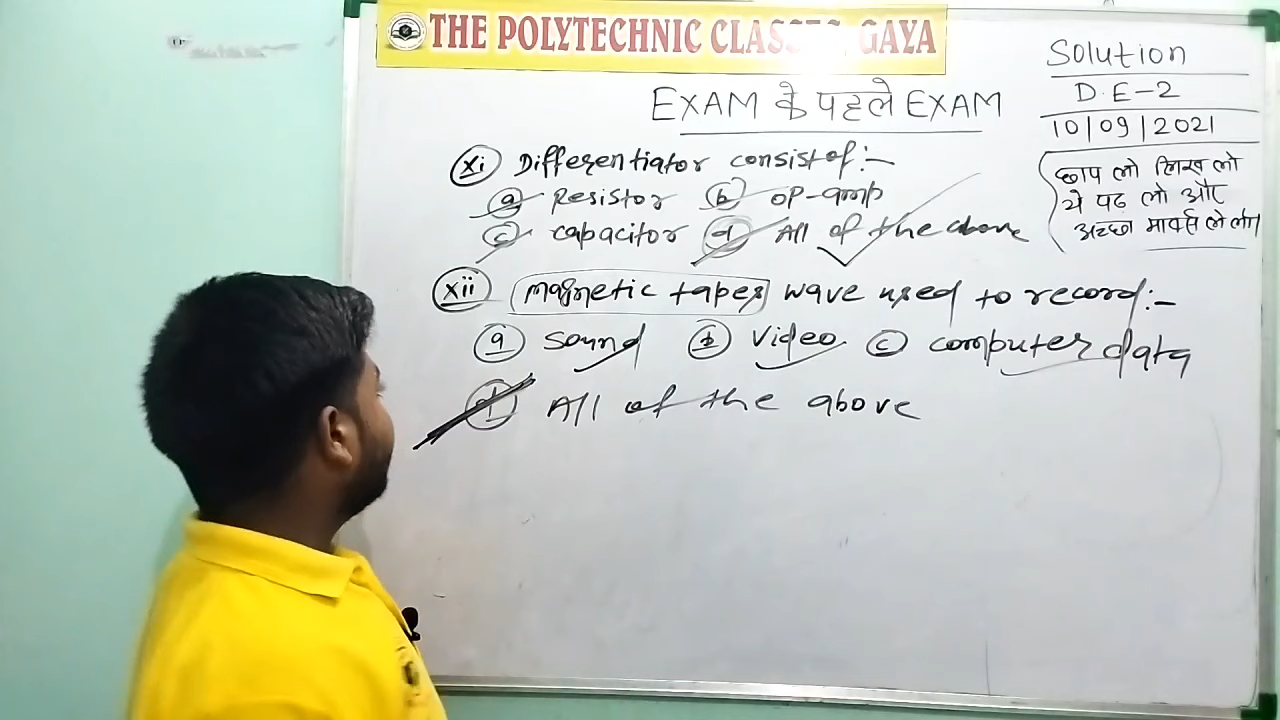 THE POLYTECHNIC CLASSES, GAYA
EXAM के पहले EXAM
Solution
D.E-2
10/09/2021
छाप लो लिख लो
ये पढ़ लो और
अच्छा मार्क्स ले लो।
(xi) Differentiator consist of:-
(a) Resistor (b) OP-amp
(c) capacitor (d) All of the above
(xii) magnetic tapes wave used to record:-
(a) sound (b) video (c) computer data
(d) All of the above